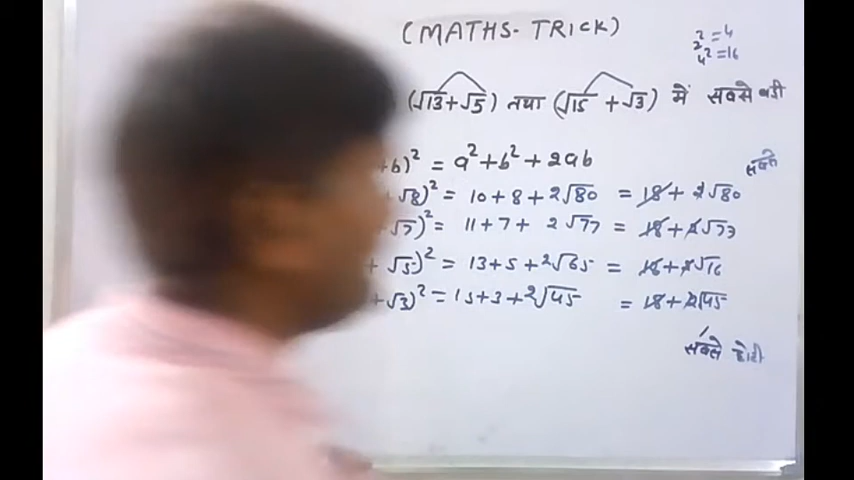 (MATHS- TRICK)
2² = 4
4² = 16
(√13+√5) तथा (√15 + √3) में सबसे बड़ी
+b)² = a² + b² + 2ab
सबसे
√8)² = 10 + 8 + 2√80 = 18 + 2√80
√7)² = 11 + 7 + 2√77 = 18 + 2√77
+ √5)² = 13 + 5 + 2√65 = 18 + 2√
+ √3)² = 15 + 3 + 2√45 = 18 + 2√45
सबसे छोटी